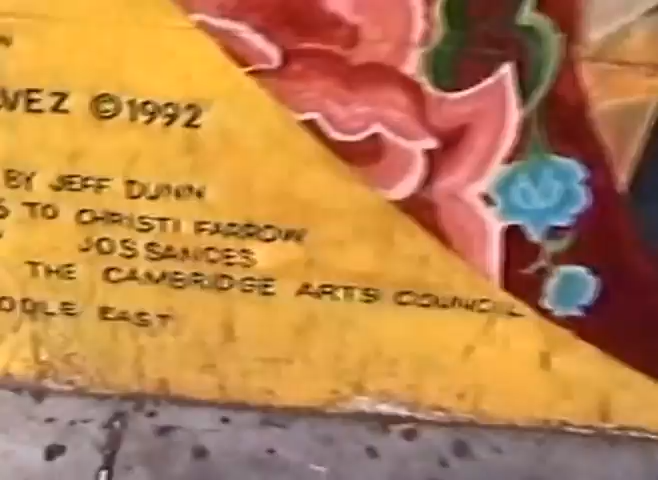 VEZ ©1992
BY JEFF DUNN
TO CHRISTI FARROW
JOS SANCES
THE CAMBRIDGE ARTS COUNCIL
DDLE EAST